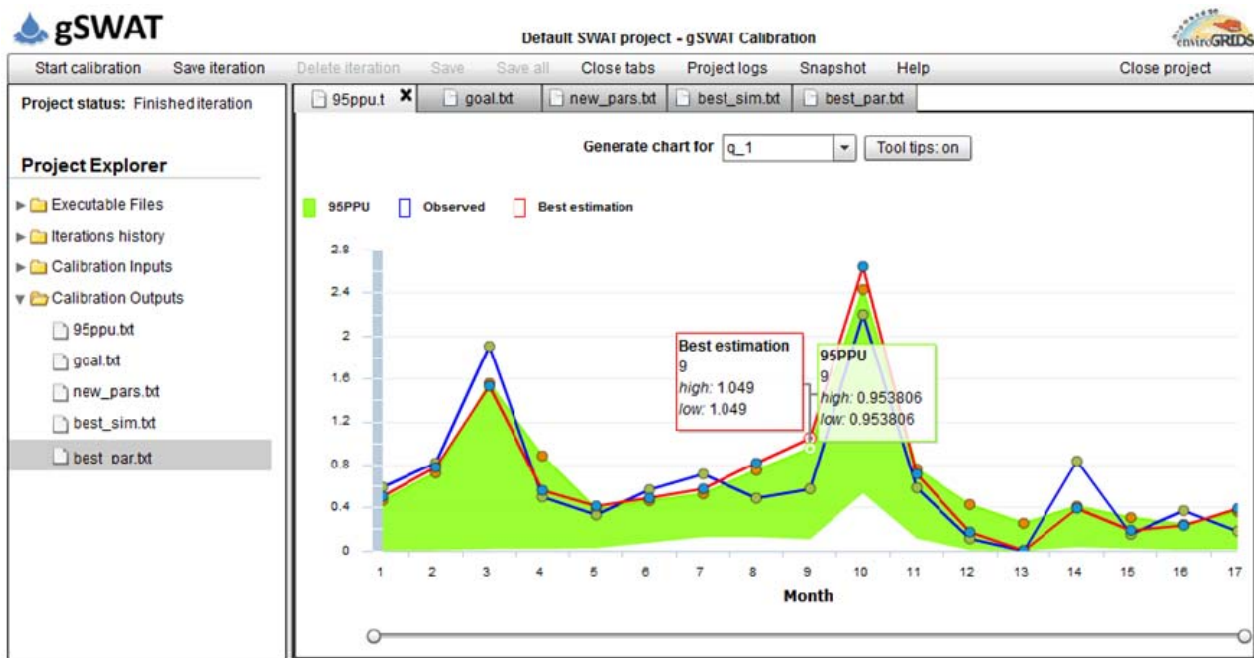 gSWAT
Default SWAT project - gSWAT Calibration
enviroGRIDS
Start calibration Save iteration Delete iteration Save Save all Close tabs Project logs Snapshot Help Close project
Project status: Finished iteration
95ppu.t goal.txt new_pars.txt best_sim.txt best_par.txt
Generate chart for q_1 Tool tips: on
Project Explorer
Executable Files
Iterations history
Calibration Inputs
Calibration Outputs
95ppu.txt
goal.txt
new_pars.txt
best_sim.txt
best_par.txt
95PPU Observed Best estimation
2.8
2.4
2
1.6
1.2
0.8
0.4
0
Best estimation
9
high: 1.049
low: 1.049
95PPU
9
high: 0.953806
low: 0.953806
1 2 3 4 5 6 7 8 9 10 11 12 13 14 15 16 17
Month